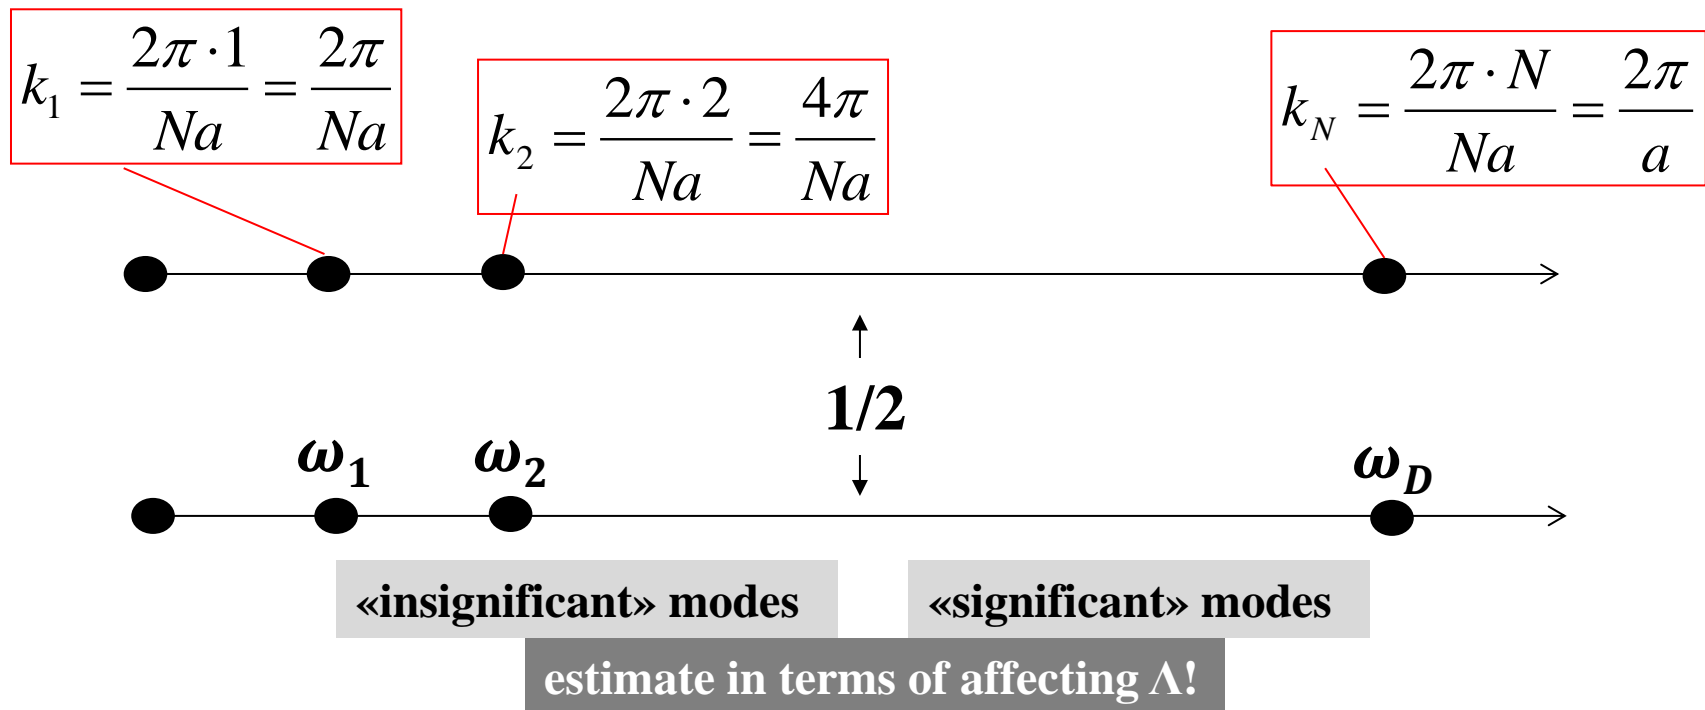 k₁ = 2π·1/Na = 2π/Na
k₂ = 2π·2/Na = 4π/Na
k_N = 2π·N/Na = 2π/a
1/2
ω₁ ω₂ ω_D
«insignificant» modes «significant» modes
estimate in terms of affecting Λ!